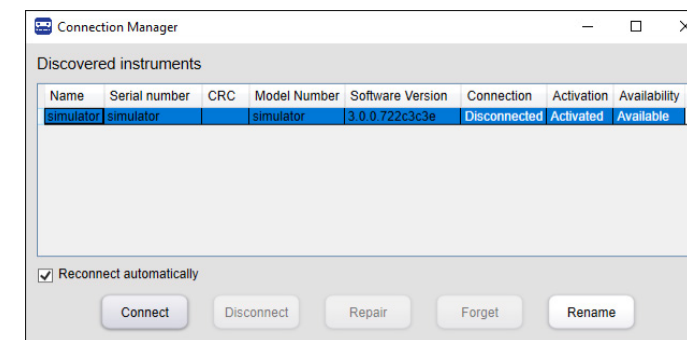 Connection Manager
Discovered instruments
Name Serial number CRC Model Number Software Version Connection Activation Availability
simulator simulator simulator 3.0.0.722c3c3e Disconnected Activated Available
Reconnect automatically
Connect Disconnect Repair Forget Rename